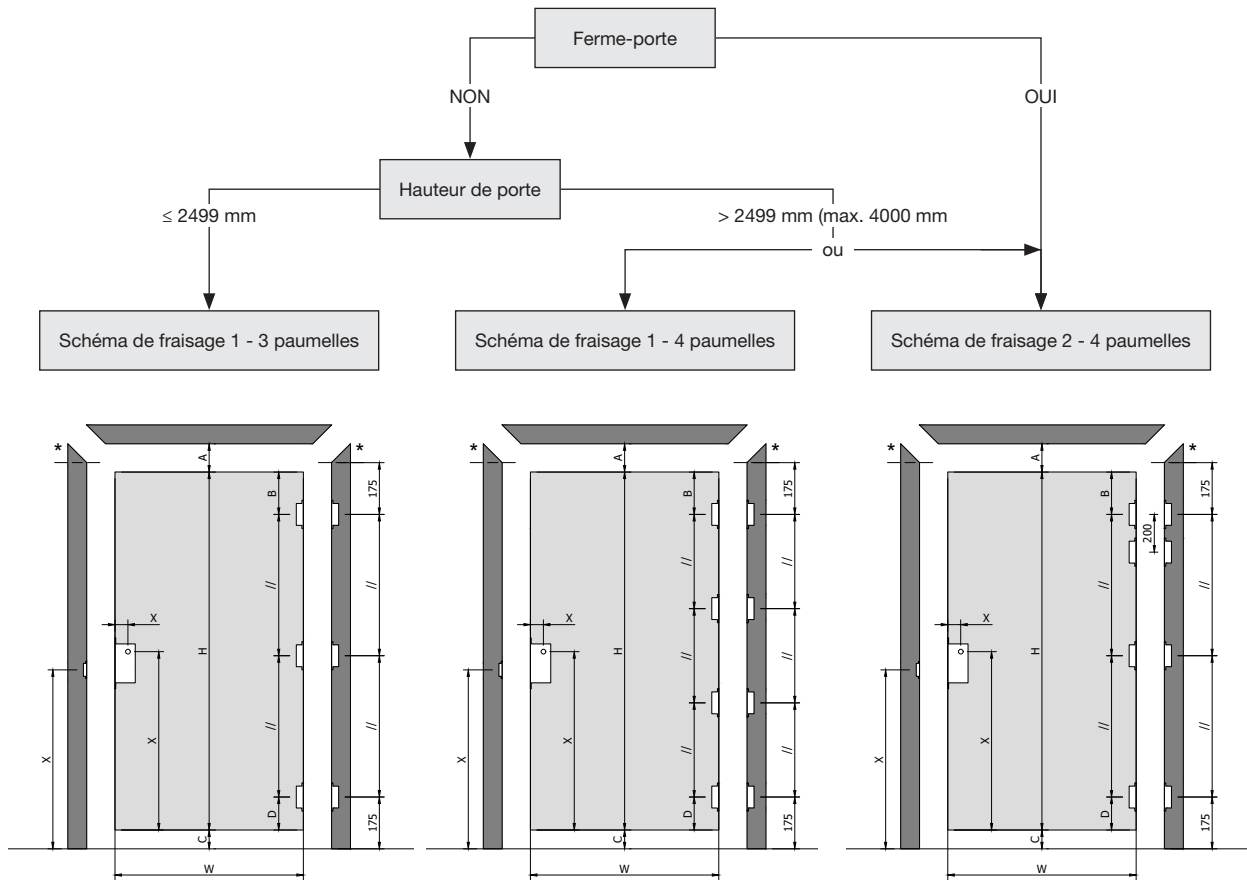 Ferme-porte
NON
OUI
Hauteur de porte
≤ 2499 mm
> 2499 mm (max. 4000 mm
ou
Schéma de fraisage 1 - 3 paumelles
Schéma de fraisage 1 - 4 paumelles
Schéma de fraisage 2 - 4 paumelles
*
*
A
B
175
//
//
X
H
X
X
//
//
D
175
C
W
*
*
A
B
175
//
//
X
H
//
//
X
X
//
//
D
175
C
W
*
*
A
B
175
200
//
//
X
H
X
X
//
//
D
175
C
W